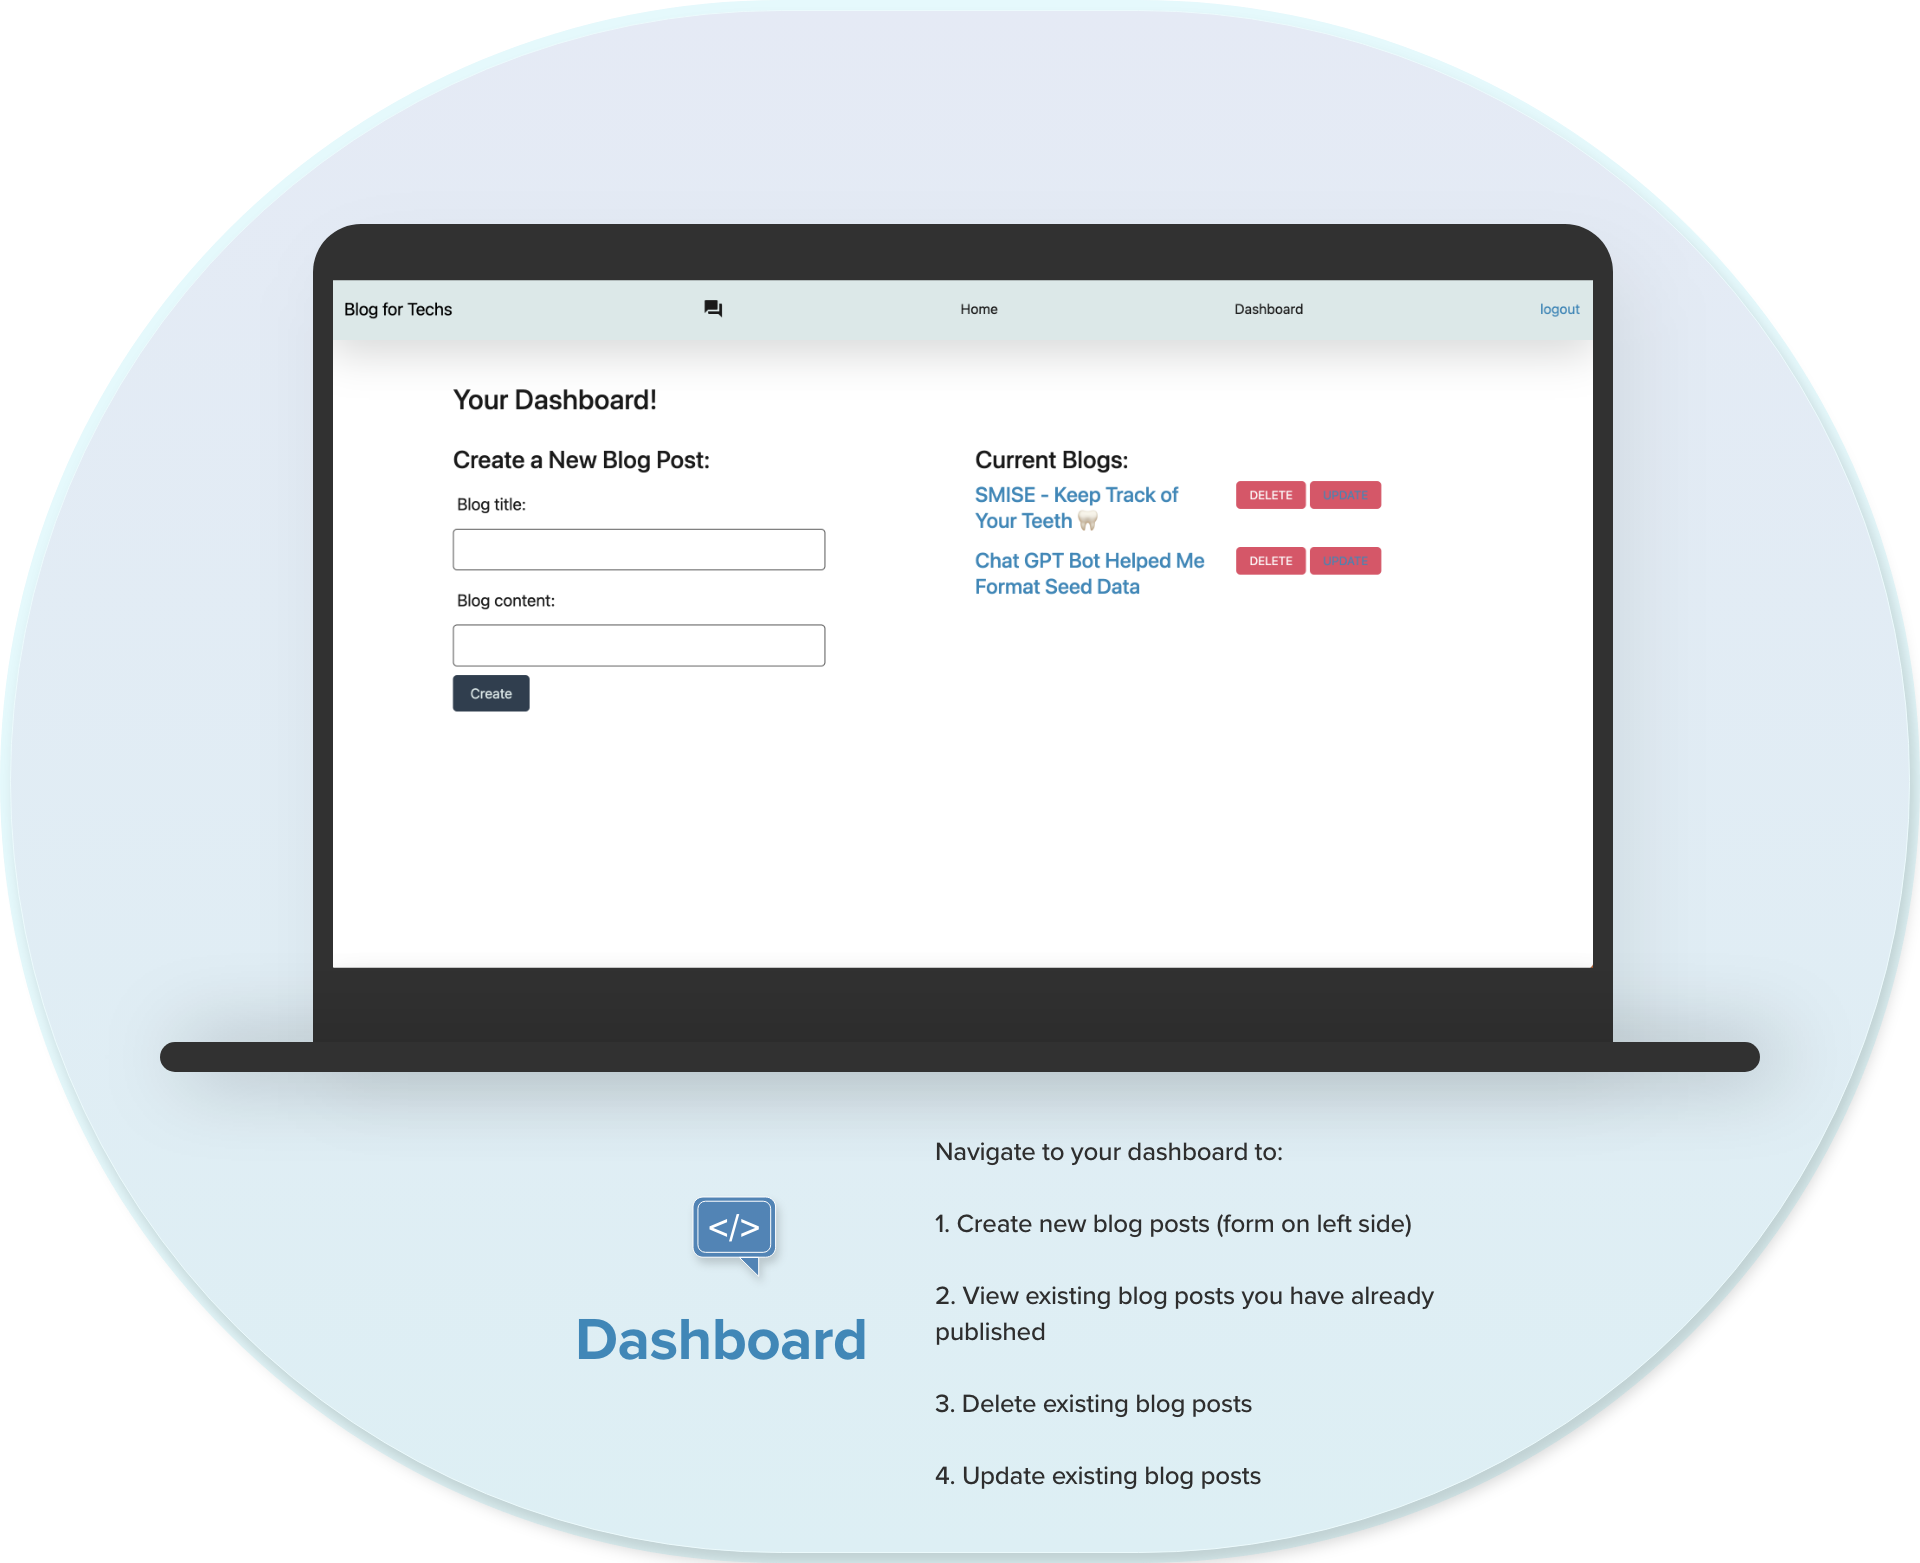 Blog for Techs
Home
Dashboard
logout
Your Dashboard!
Create a New Blog Post:
Blog title:
Blog content:
Create
Current Blogs:
SMISE - Keep Track of
Your Teeth 🦷
DELETE
UPDATE
Chat GPT Bot Helped Me
Format Seed Data
DELETE
UPDATE
</>
Dashboard
Navigate to your dashboard to:
1. Create new blog posts (form on left side)
2. View existing blog posts you have already
published
3. Delete existing blog posts
4. Update existing blog posts